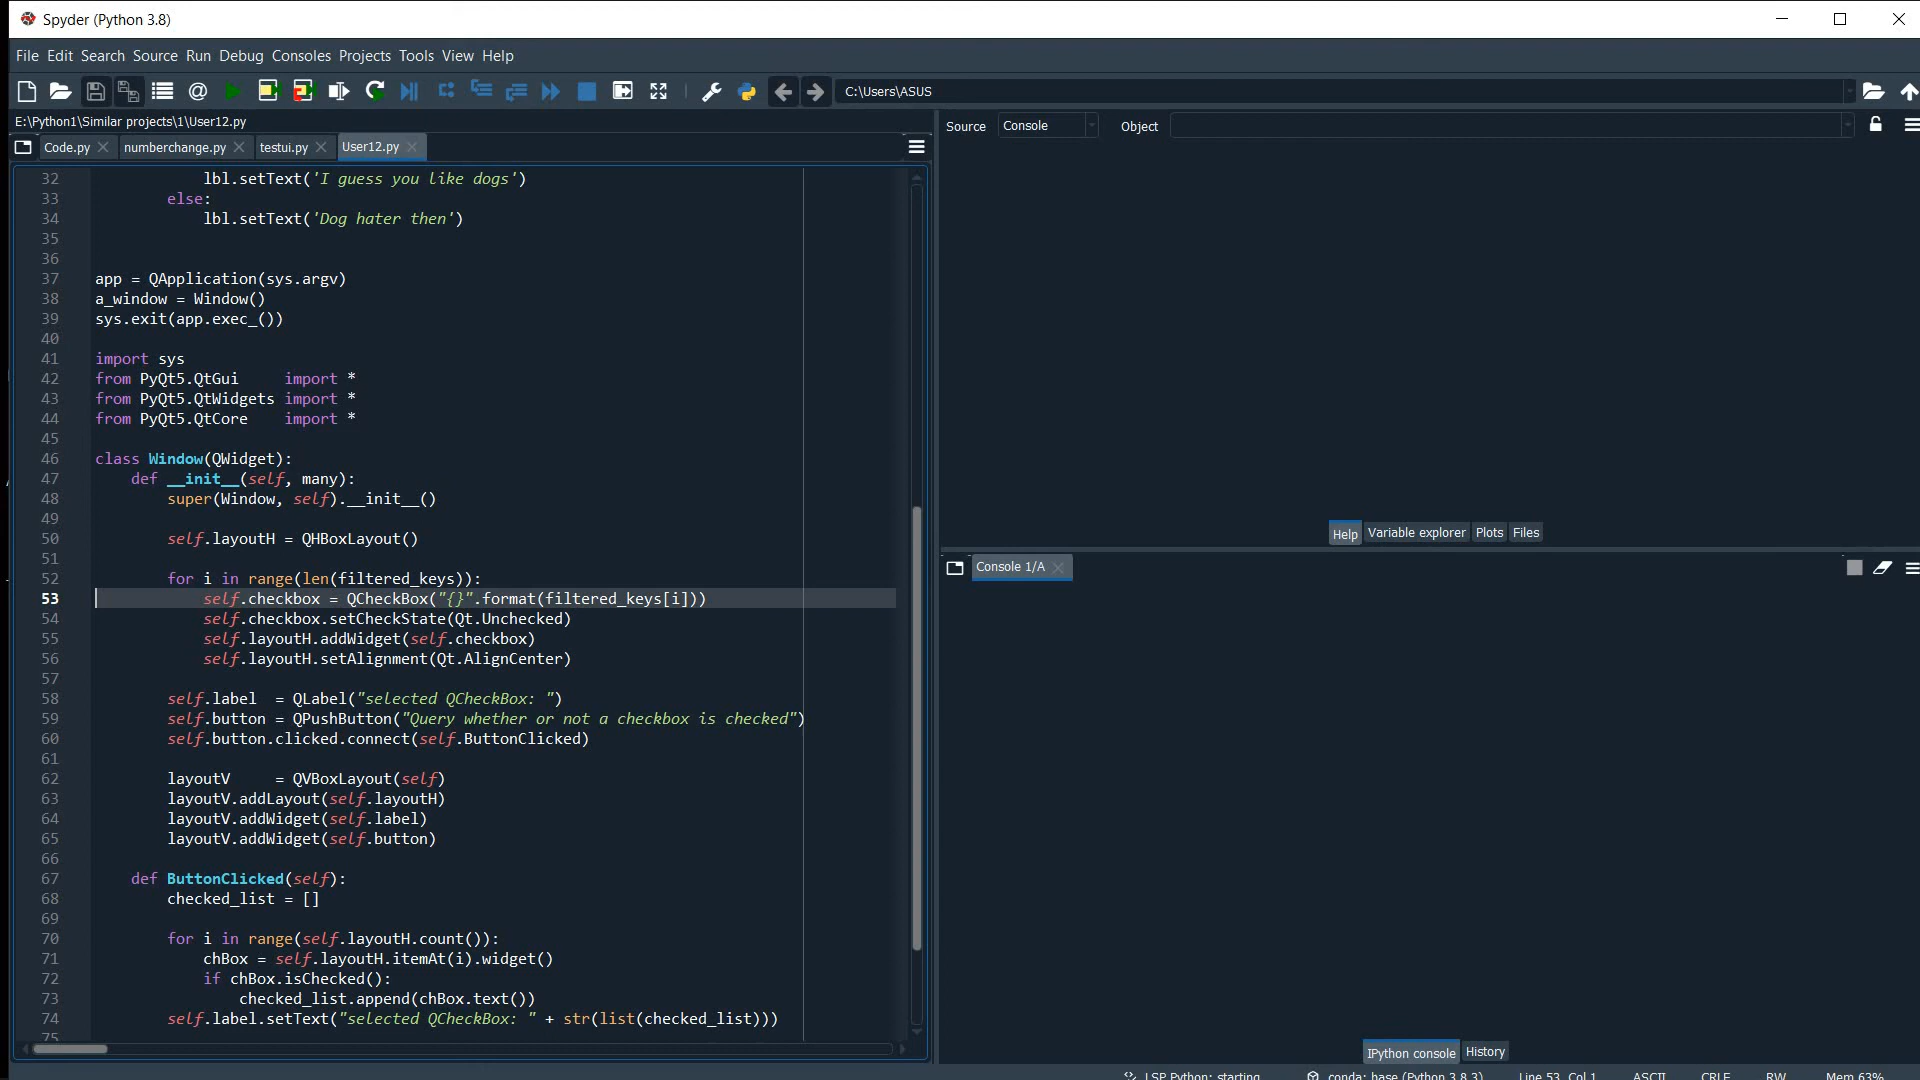 Spyder (Python 3.8)
File Edit Search Source Run Debug Consoles Projects Tools View Help
C:\Users\ASUS
E:\Python1\Similar projects\1\User12.py
Source Console Object
Code.py numberchange.py testui.py User12.py
32 lbl.setText('I guess you like dogs')
33 else:
34 lbl.setText('Dog hater then')
35
36
37 app = QApplication(sys.argv)
38 a_window = Window()
39 sys.exit(app.exec_())
40
41 import sys
42 from PyQt5.QtGui     import *
43 from PyQt5.QtWidgets import *
44 from PyQt5.QtCore    import *
45
46 class Window(QWidget):
47 def __init__(self, many):
48 super(Window, self).__init__()
49
50 self.layoutH = QHBoxLayout()
51
52 for i in range(len(filtered_keys)):
53 self.checkbox = QCheckBox("{}".format(filtered_keys[i]))
54 self.checkbox.setCheckState(Qt.Unchecked)
55 self.layoutH.addWidget(self.checkbox)
56 self.layoutH.setAlignment(Qt.AlignCenter)
57
58 self.label  = QLabel("selected QCheckBox: ")
59 self.button = QPushButton("Query whether or not a checkbox is checked")
60 self.button.clicked.connect(self.ButtonClicked)
61
62 layoutV     = QVBoxLayout(self)
63 layoutV.addLayout(self.layoutH)
64 layoutV.addWidget(self.label)
65 layoutV.addWidget(self.button)
66
67 def ButtonClicked(self):
68 checked_list = []
69
70 for i in range(self.layoutH.count()):
71 chBox = self.layoutH.itemAt(i).widget()
72 if chBox.isChecked():
73 checked_list.append(chBox.text())
74 self.label.setText("selected QCheckBox: " + str(list(checked_list)))
75
Help Variable explorer Plots Files
Console 1/A
IPython console History
LSP Python: starting conda: base (Python 3.8.3) Line 53, Col 1 ASCII CRLF RW Mem 63%